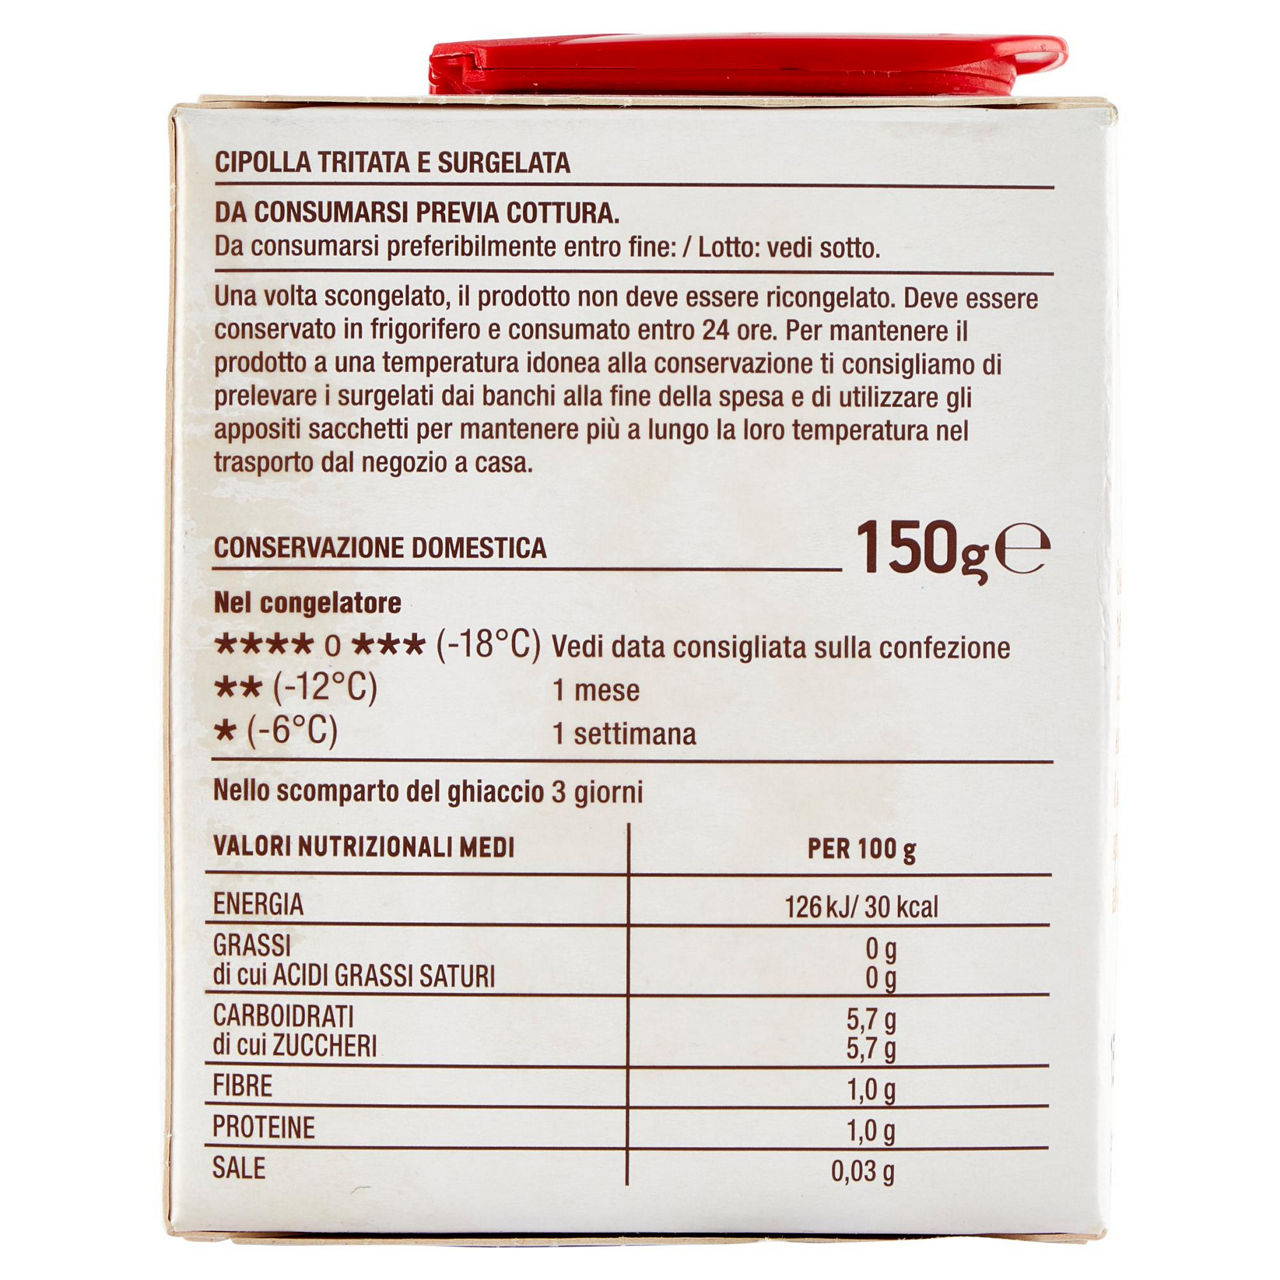 CIPOLLA TRITATA E SURGELATA
DA CONSUMARSI PREVIA COTTURA.
Da consumarsi preferibilmente entro fine: / Lotto: vedi sotto.
Una volta scongelato, il prodotto non deve essere ricongelato. Deve essere
conservato in frigorifero e consumato entro 24 ore. Per mantenere il
prodotto a una temperatura idonea alla conservazione ti consigliamo di
prelevare i surgelati dai banchi alla fine della spesa e di utilizzare gli
appositi sacchetti per mantenere più a lungo la loro temperatura nel
trasporto dal negozio a casa.
CONSERVAZIONE DOMESTICA
150g℮
Nel congelatore
**** o *** (-18°C) Vedi data consigliata sulla confezione
** (-12°C) 1 mese
* (-6°C) 1 settimana
Nello scomparto del ghiaccio 3 giorni
VALORI NUTRIZIONALI MEDI PER 100 g
ENERGIA 126 kJ/ 30 kcal
GRASSI 0 g
di cui ACIDI GRASSI SATURI 0 g
CARBOIDRATI 5,7 g
di cui ZUCCHERI 5,7 g
FIBRE 1,0 g
PROTEINE 1,0 g
SALE 0,03 g